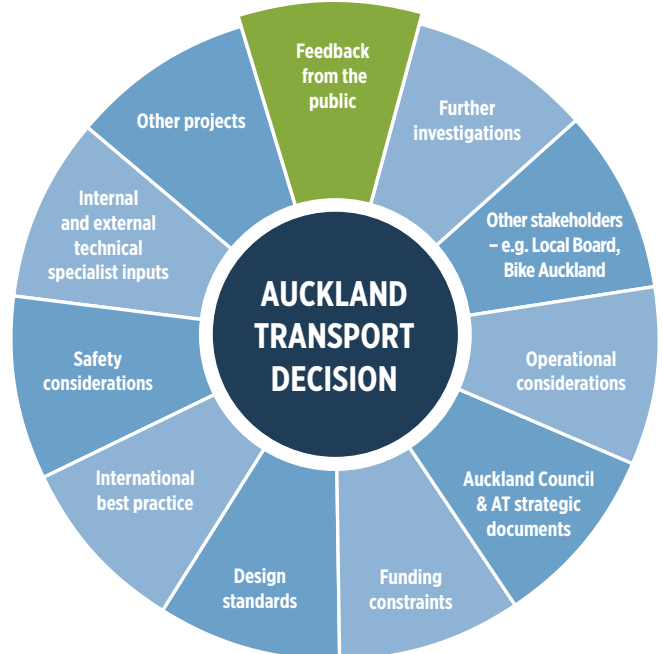 Feedback
from the
public
Further
investigations
Other stakeholders
– e.g. Local Board,
Bike Auckland
Operational
considerations
Auckland Council
& AT strategic
documents
Funding
constraints
Design
standards
International
best practice
Safety
considerations
Internal
and external
technical
specialist inputs
Other projects
AUCKLAND
TRANSPORT
DECISION